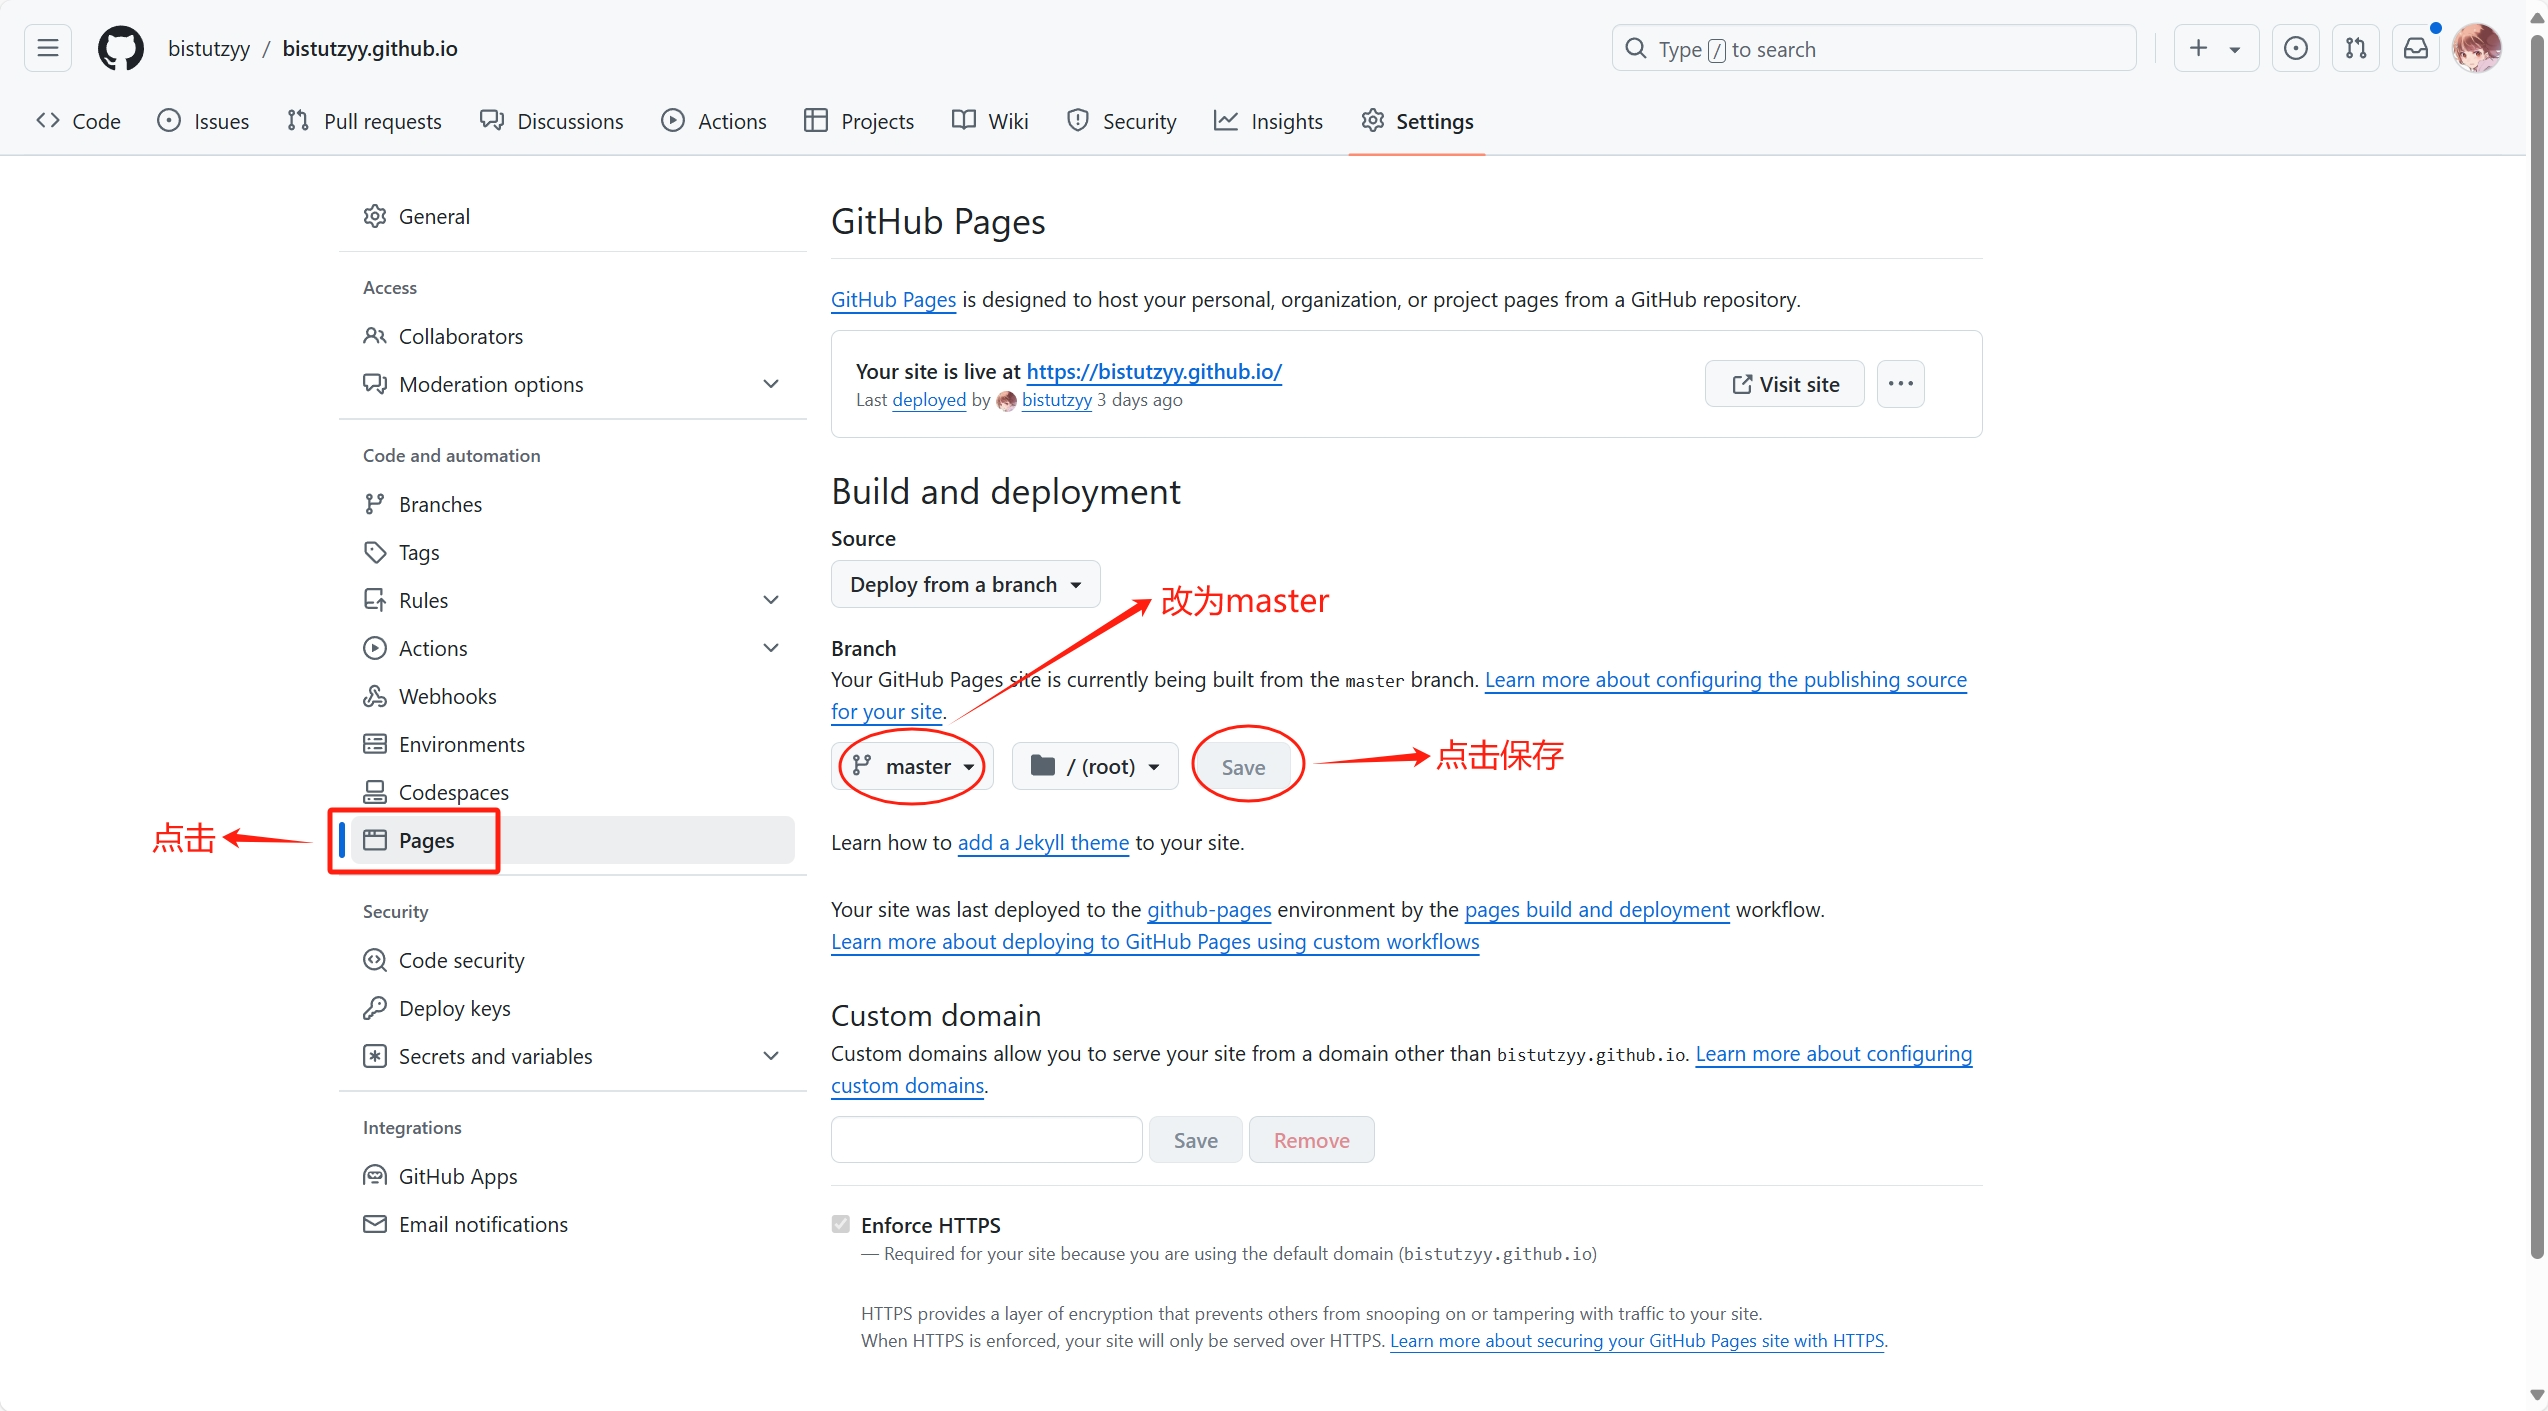 bistutzyy / bistutzyy.github.io
Type / to search
Code Issues Pull requests Discussions Actions Projects Wiki Security Insights Settings
General
Access
Collaborators
Moderation options
Code and automation
Branches
Tags
Rules
Actions
Webhooks
Environments
Codespaces
点击
Pages
Security
Code security
Deploy keys
Secrets and variables
Integrations
GitHub Apps
Email notifications
GitHub Pages
GitHub Pages is designed to host your personal, organization, or project pages from a GitHub repository.
Your site is live at https://bistutzyy.github.io/
Last deployed by bistutzyy 3 days ago
Visit site
Build and deployment
Source
Deploy from a branch
改为master
Branch
Your GitHub Pages site is currently being built from the master branch. Learn more about configuring the publishing source
for your site.
master / (root) Save
点击保存
Learn how to add a Jekyll theme to your site.
Your site was last deployed to the github-pages environment by the pages build and deployment workflow.
Learn more about deploying to GitHub Pages using custom workflows
Custom domain
Custom domains allow you to serve your site from a domain other than bistutzyy.github.io. Learn more about configuring
custom domains.
Save Remove
Enforce HTTPS
— Required for your site because you are using the default domain (bistutzyy.github.io)
HTTPS provides a layer of encryption that prevents others from snooping on or tampering with traffic to your site.
When HTTPS is enforced, your site will only be served over HTTPS. Learn more about securing your GitHub Pages site with HTTPS.